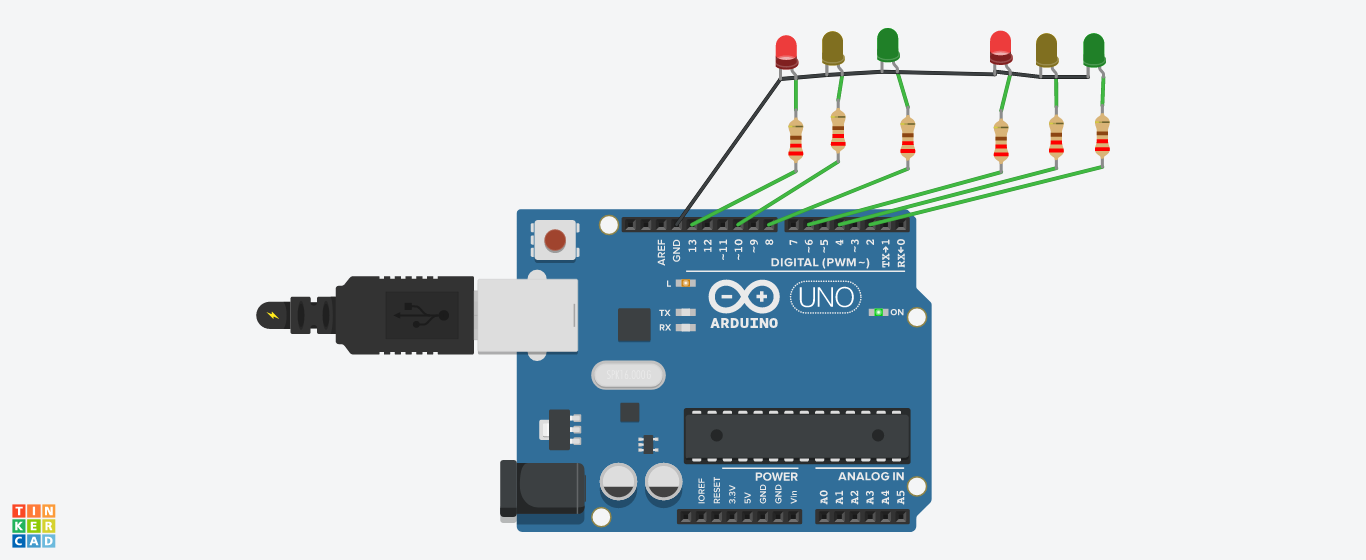 AREF
GND
13
12
~11
~10
~9
8
7
~6
~5
4
~3
2
TX→1
RX←0
DIGITAL (PWM~)
L
TX
RX
ARDUINO
UNO
ON
POWER
ANALOG IN
IOREF
RESET
3.3V
5V
GND
GND
Vin
A0
A1
A2
A3
A4
A5
TIN
KER
CAD